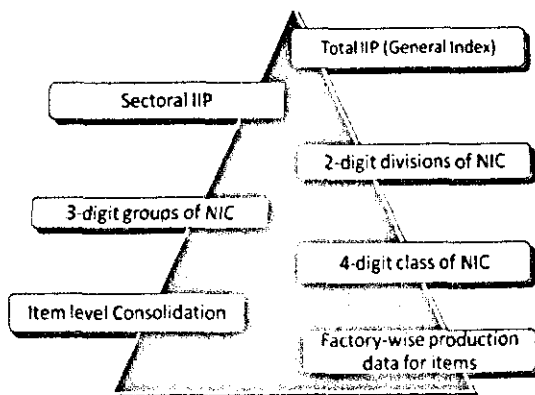 Total IIP (General Index)
Sectoral IIP
2-digit divisions of NIC
3-digit groups of NIC
4-digit class of NIC
Item level Consolidation
Factory-wise production
data for items